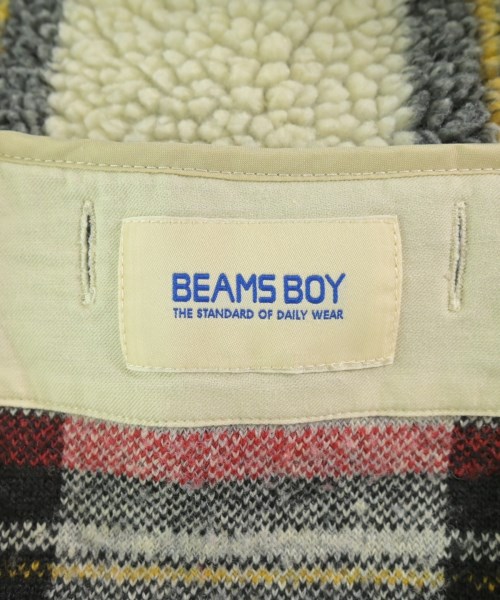 BEAMS BOY
THE STANDARD OF DAILY WEAR